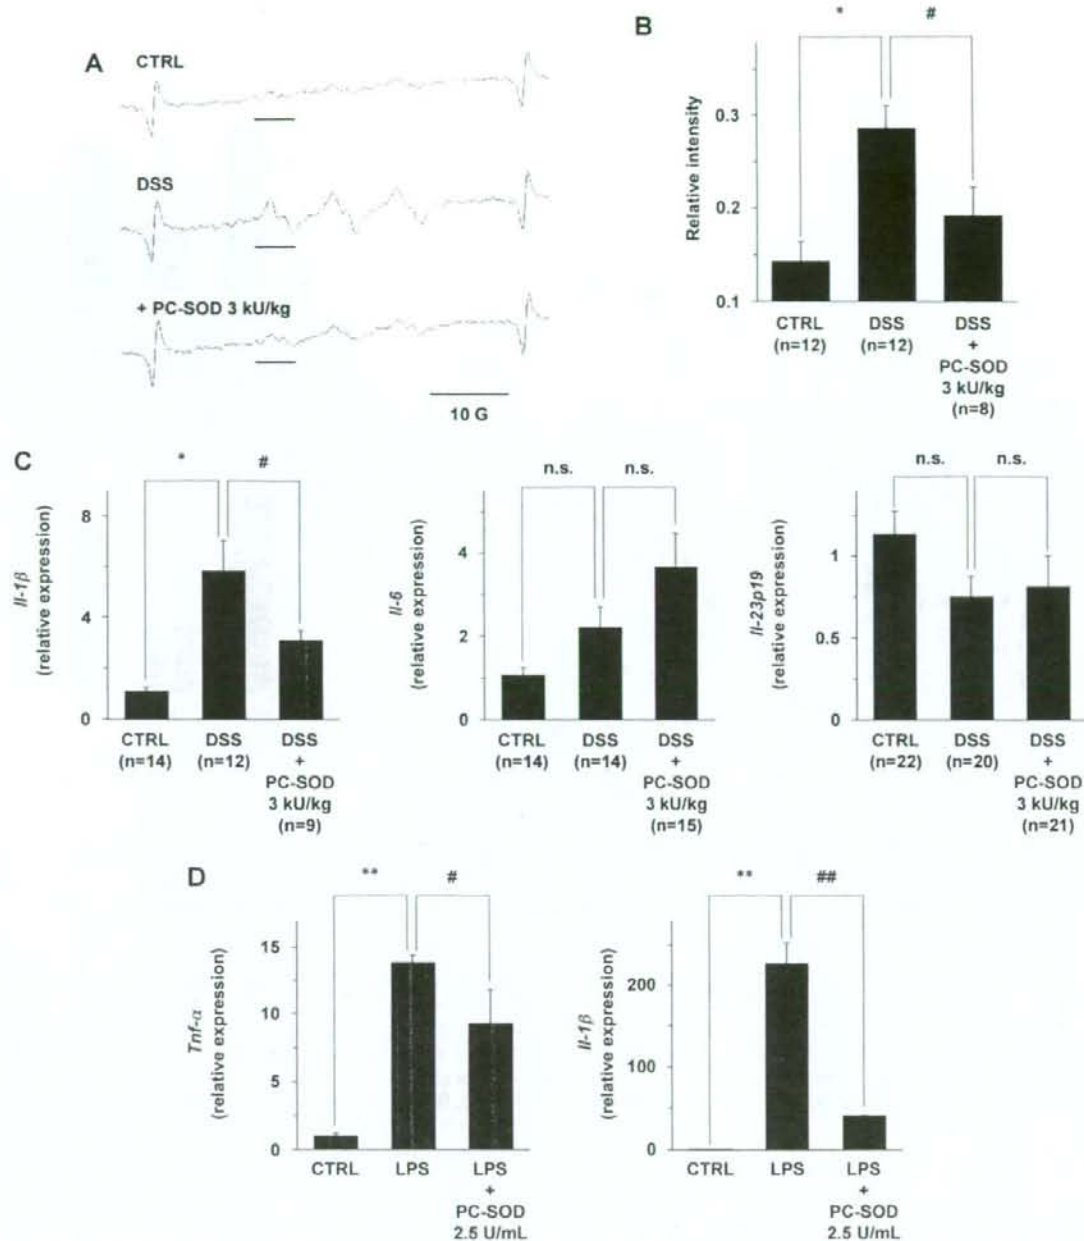 A
CTRL
DSS
+ PC-SOD 3 kU/kg
10 G
B
* #
Relative intensity
0.3
0.2
0.1
CTRL
(n=12)
DSS
(n=12)
DSS
+
PC-SOD
3 kU/kg
(n=8)
C
* #
Il-1β
(relative expression)
8
4
0
CTRL
(n=14)
DSS
(n=12)
DSS
+
PC-SOD
3 kU/kg
(n=9)
n.s. n.s.
Il-6
(relative expression)
4
2
0
CTRL
(n=14)
DSS
(n=14)
DSS
+
PC-SOD
3 kU/kg
(n=15)
n.s. n.s.
Il-23p19
(relative expression)
1
0.5
0
CTRL
(n=22)
DSS
(n=20)
DSS
+
PC-SOD
3 kU/kg
(n=21)
D
** #
Tnf-α
(relative expression)
15
10
5
0
CTRL
LPS
LPS
+
PC-SOD
2.5 U/mL
** ##
Il-1β
(relative expression)
200
100
0
CTRL
LPS
LPS
+
PC-SOD
2.5 U/mL